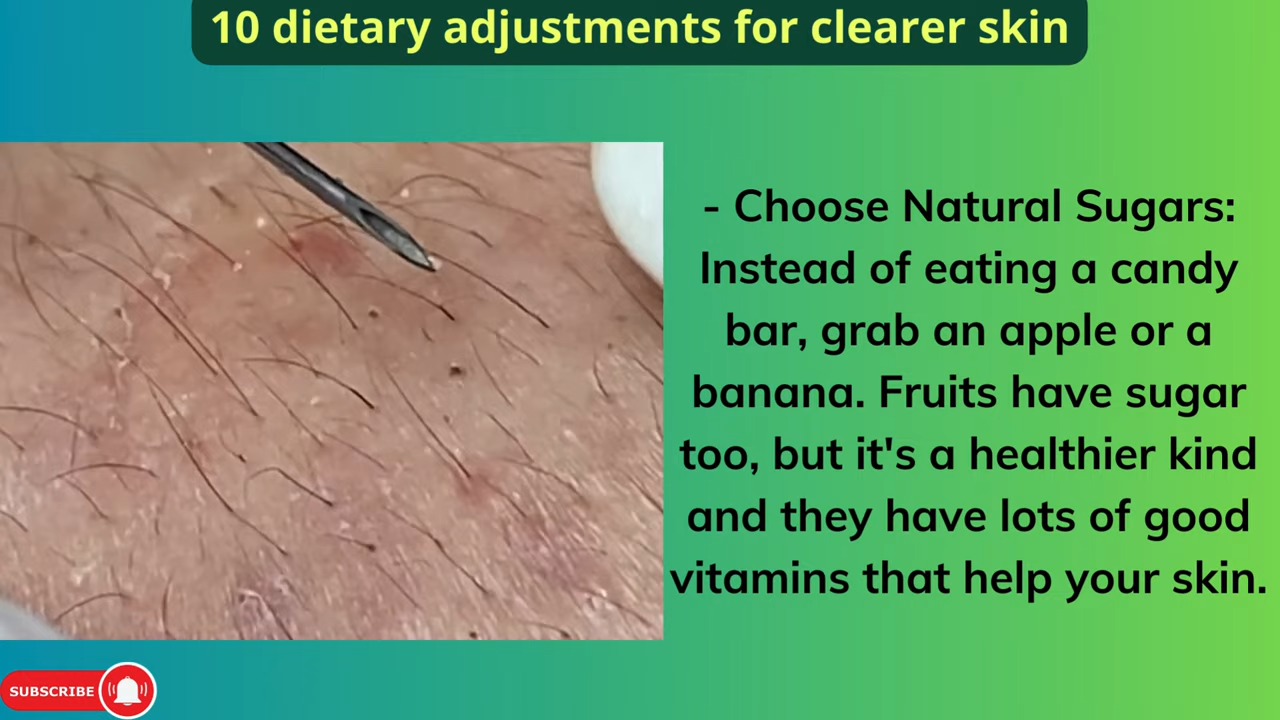 10 dietary adjustments for clearer skin
- Choose Natural Sugars:
Instead of eating a candy
bar, grab an apple or a
banana. Fruits have sugar
too, but it's a healthier kind
and they have lots of good
vitamins that help your skin.
SUBSCRIBE